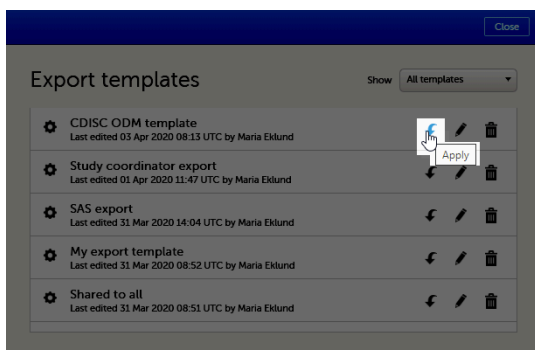 Close
Export templates
Show All templates
CDISC ODM template
Last edited 03 Apr 2020 08:13 UTC by Maria Eklund
Apply
Study coordinator export
Last edited 01 Apr 2020 11:47 UTC by Maria Eklund
SAS export
Last edited 31 Mar 2020 14:04 UTC by Maria Eklund
My export template
Last edited 31 Mar 2020 08:52 UTC by Maria Eklund
Shared to all
Last edited 31 Mar 2020 08:51 UTC by Maria Eklund